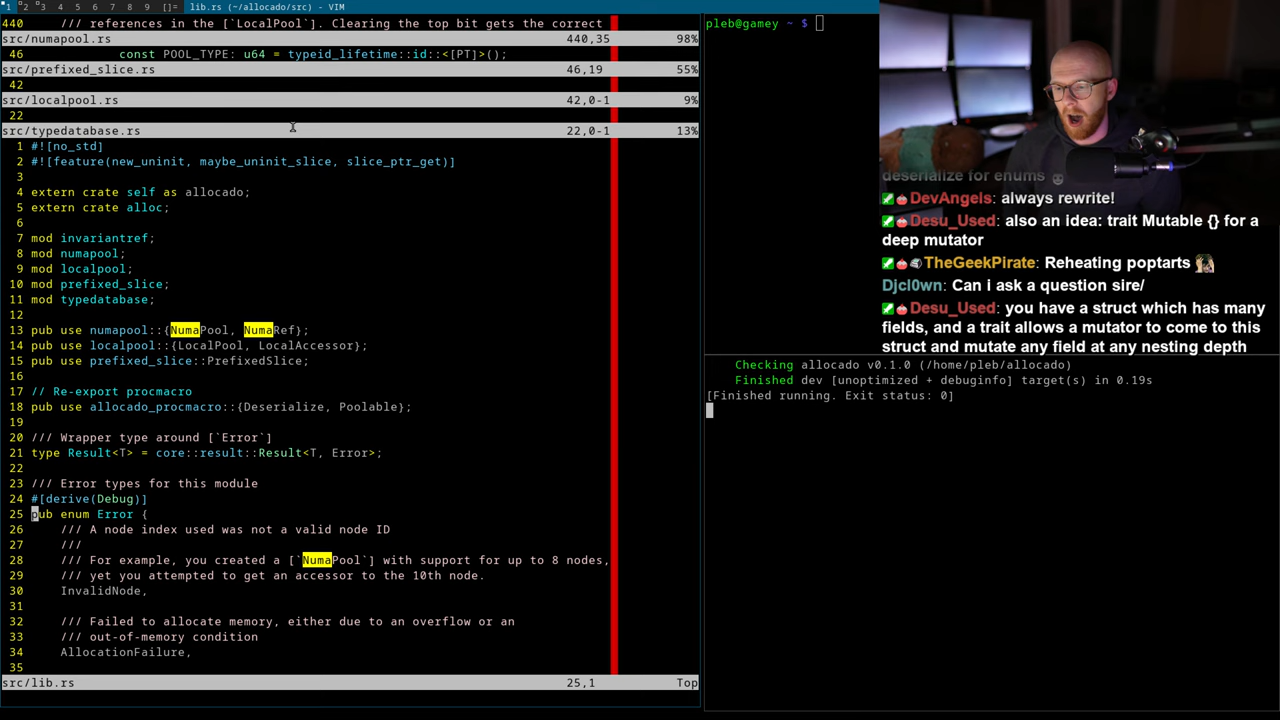 1 2 3 4 5 6 7 8 9 []= lib.rs (~/allocado/src) - VIM
440 /// references in the [`LocalPool`]. Clearing the top bit gets the correct
src/numapool.rs 440,35 98%
46 const POOL_TYPE: u64 = typeid_lifetime::id::<[PT]>();
src/prefixed_slice.rs 46,19 55%
42
src/localpool.rs 42,0-1 9%
22
src/typedatabase.rs 22,0-1 13%
1 #![no_std]
2 #![feature(new_uninit, maybe_uninit_slice, slice_ptr_get)]
3
4 extern crate self as allocado;
5 extern crate alloc;
6
7 mod invariantref;
8 mod numapool;
9 mod localpool;
10 mod prefixed_slice;
11 mod typedatabase;
12
13 pub use numapool::{NumaPool, NumaRef};
14 pub use localpool::{LocalPool, LocalAccessor};
15 pub use prefixed_slice::PrefixedSlice;
16
17 // Re-export procmacro
18 pub use allocado_procmacro::{Deserialize, Poolable};
19
20 /// Wrapper type around [`Error`]
21 type Result<T> = core::result::Result<T, Error>;
22
23 /// Error types for this module
24 #[derive(Debug)]
25 pub enum Error {
26 /// A node index used was not a valid node ID
27 ///
28 /// For example, you created a [`NumaPool`] with support for up to 8 nodes,
29 /// yet you attempted to get an accessor to the 10th node.
30 InvalidNode,
31
32 /// Failed to allocate memory, either due to an overflow or an
33 /// out-of-memory condition
34 AllocationFailure,
35
src/lib.rs 25,1 Top
pleb@gamey ~ $
deserialize for enums
DevAngels: always rewrite!
Desu_Used: also an idea: trait Mutable {} for a
deep mutator
TheGeekPirate: Reheating poptarts
Djcl0wn: Can i ask a question sire/
Desu_Used: you have a struct which has many
fields, and a trait allows a mutator to come to this
struct and mutate any field at any nesting depth
Checking allocado v0.1.0 (/home/pleb/allocado)
Finished dev [unoptimized + debuginfo] target(s) in 0.19s
[Finished running. Exit status: 0]